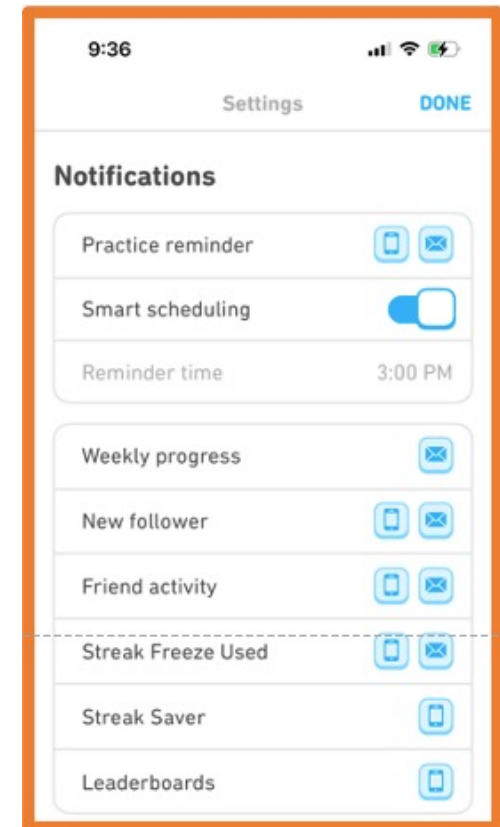 9:36
Settings DONE
Notifications
Practice reminder
Smart scheduling
Reminder time 3:00 PM
Weekly progress
New follower
Friend activity
Streak Freeze Used
Streak Saver
Leaderboards